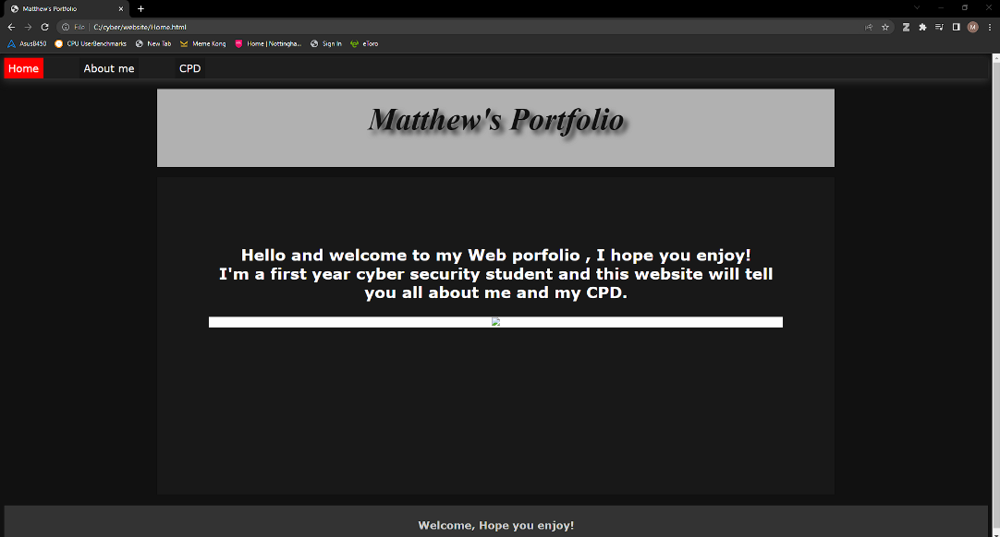 Matthew's Portfolio
File C:/cyber/website/Home.html
M
AsusB450 CPU UserBenchmarks New Tab Meme Kong Home | Nottingha... Sign In eToro
Home About me CPD
Matthew's Portfolio
Hello and welcome to my Web porfolio , I hope you enjoy!
I'm a first year cyber security student and this website will tell
you all about me and my CPD.
Welcome, Hope you enjoy!